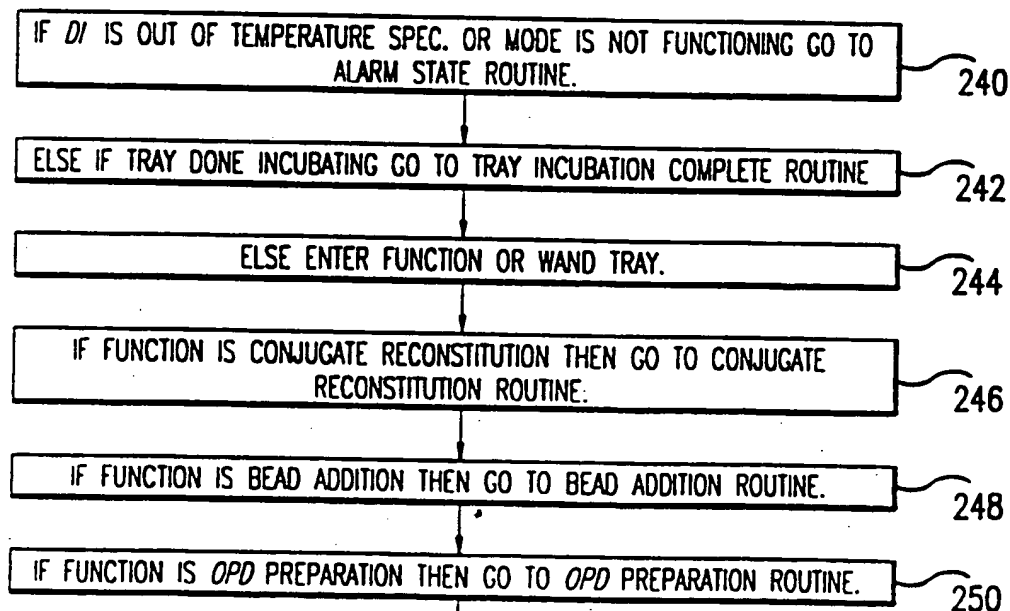 IF DI IS OUT OF TEMPERATURE SPEC. OR MODE IS NOT FUNCTIONING GO TO
ALARM STATE ROUTINE.
240
ELSE IF TRAY DONE INCUBATING GO TO TRAY INCUBATION COMPLETE ROUTINE
242
ELSE ENTER FUNCTION OR WAND TRAY.
244
IF FUNCTION IS CONJUGATE RECONSTITUTION THEN GO TO CONJUGATE
RECONSTITUTION ROUTINE.
246
IF FUNCTION IS BEAD ADDITION THEN GO TO BEAD ADDITION ROUTINE.
248
IF FUNCTION IS OPD PREPARATION THEN GO TO OPD PREPARATION ROUTINE.
250